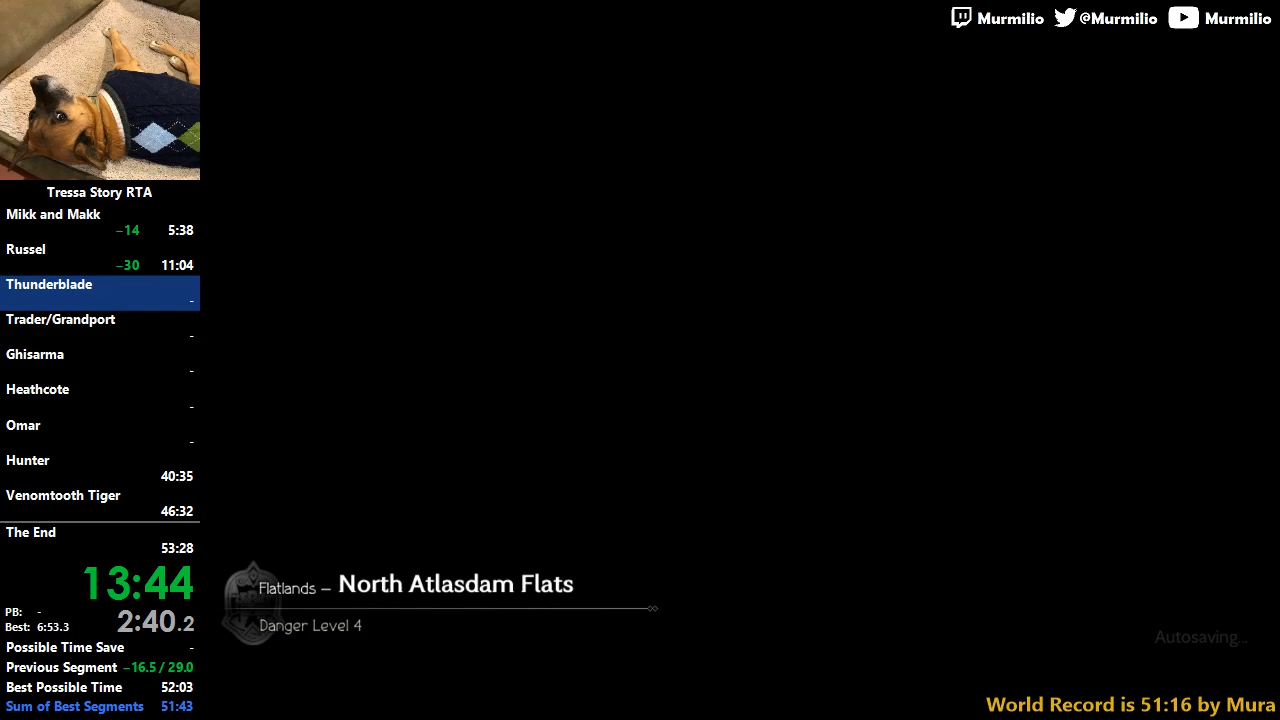 Murmilio @Murmilio Murmilio
Tressa Story RTA
Mikk and Makk
−14 5:38
Russel
−30 11:04
Thunderblade
-
Trader/Grandport
-
Ghisarma
-
Heathcote
-
Omar
-
Hunter
40:35
Venomtooth Tiger
46:32
The End
53:28
13:44
PB: -
Best: 6:53.3
2:40.2
Possible Time Save -
Previous Segment −16.5 / 29.0
Best Possible Time 52:03
Sum of Best Segments 51:43
Flatlands – North Atlasdam Flats
Danger Level 4
Autosaving...
World Record is 51:16 by Mura